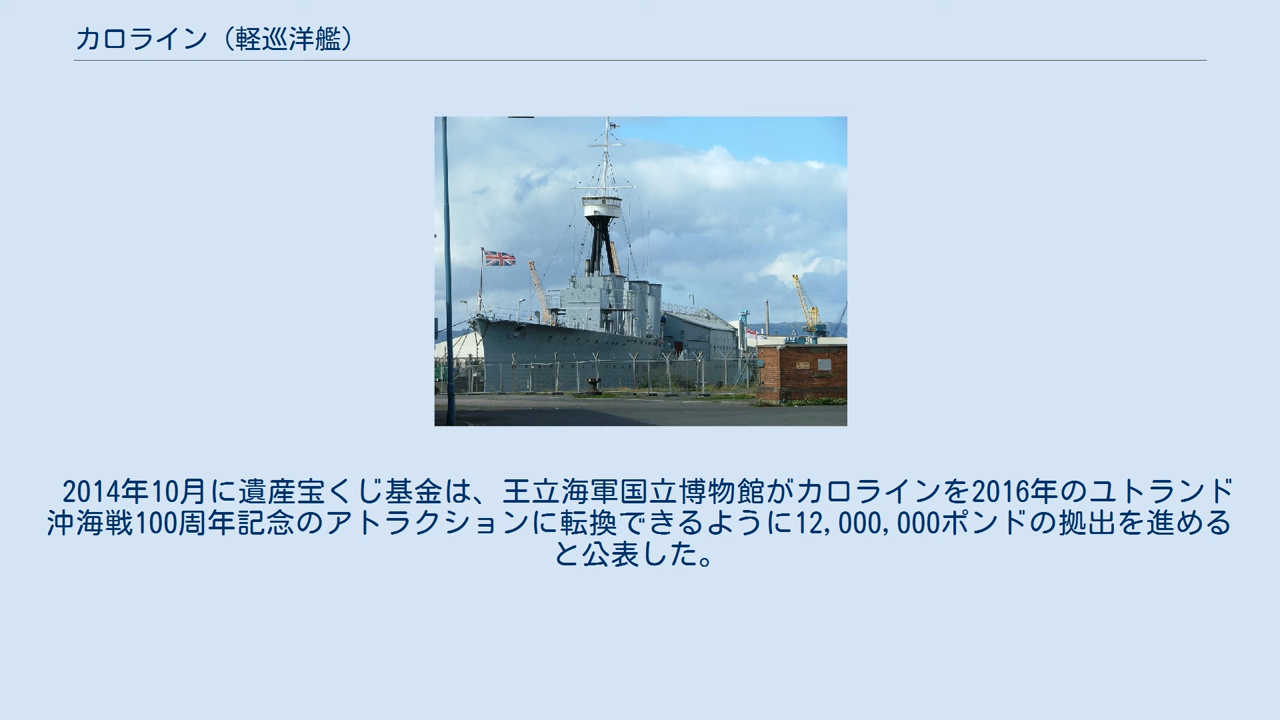 カロライン（軽巡洋艦）
2014年10月に遺産宝くじ基金は、王立海軍国立博物館がカロラインを2016年のユトランド
沖海戦100周年記念のアトラクションに転換できるように12,000,000ポンドの拠出を進める
と公表した。